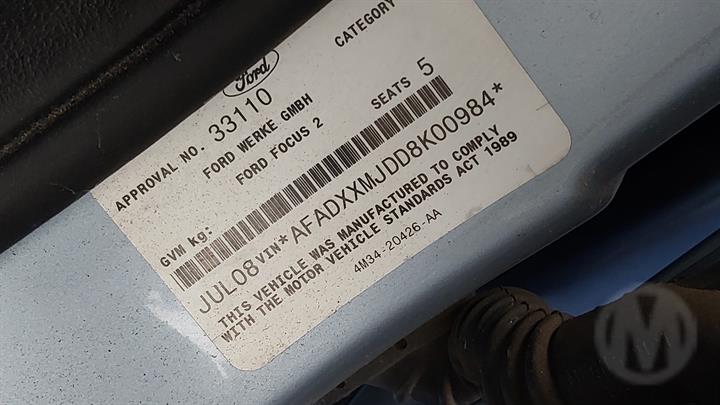 Ford
CATEGORY
APPROVAL NO. 33110
FORD WERKE GMBH
FORD FOCUS 2
SEATS 5
GVM kg:
JUL08 VIN*AFADXXMJDD8K00984*
THIS VEHICLE WAS MANUFACTURED TO COMPLY
WITH THE MOTOR VEHICLE STANDARDS ACT 1989
4M34-20426-AA
M